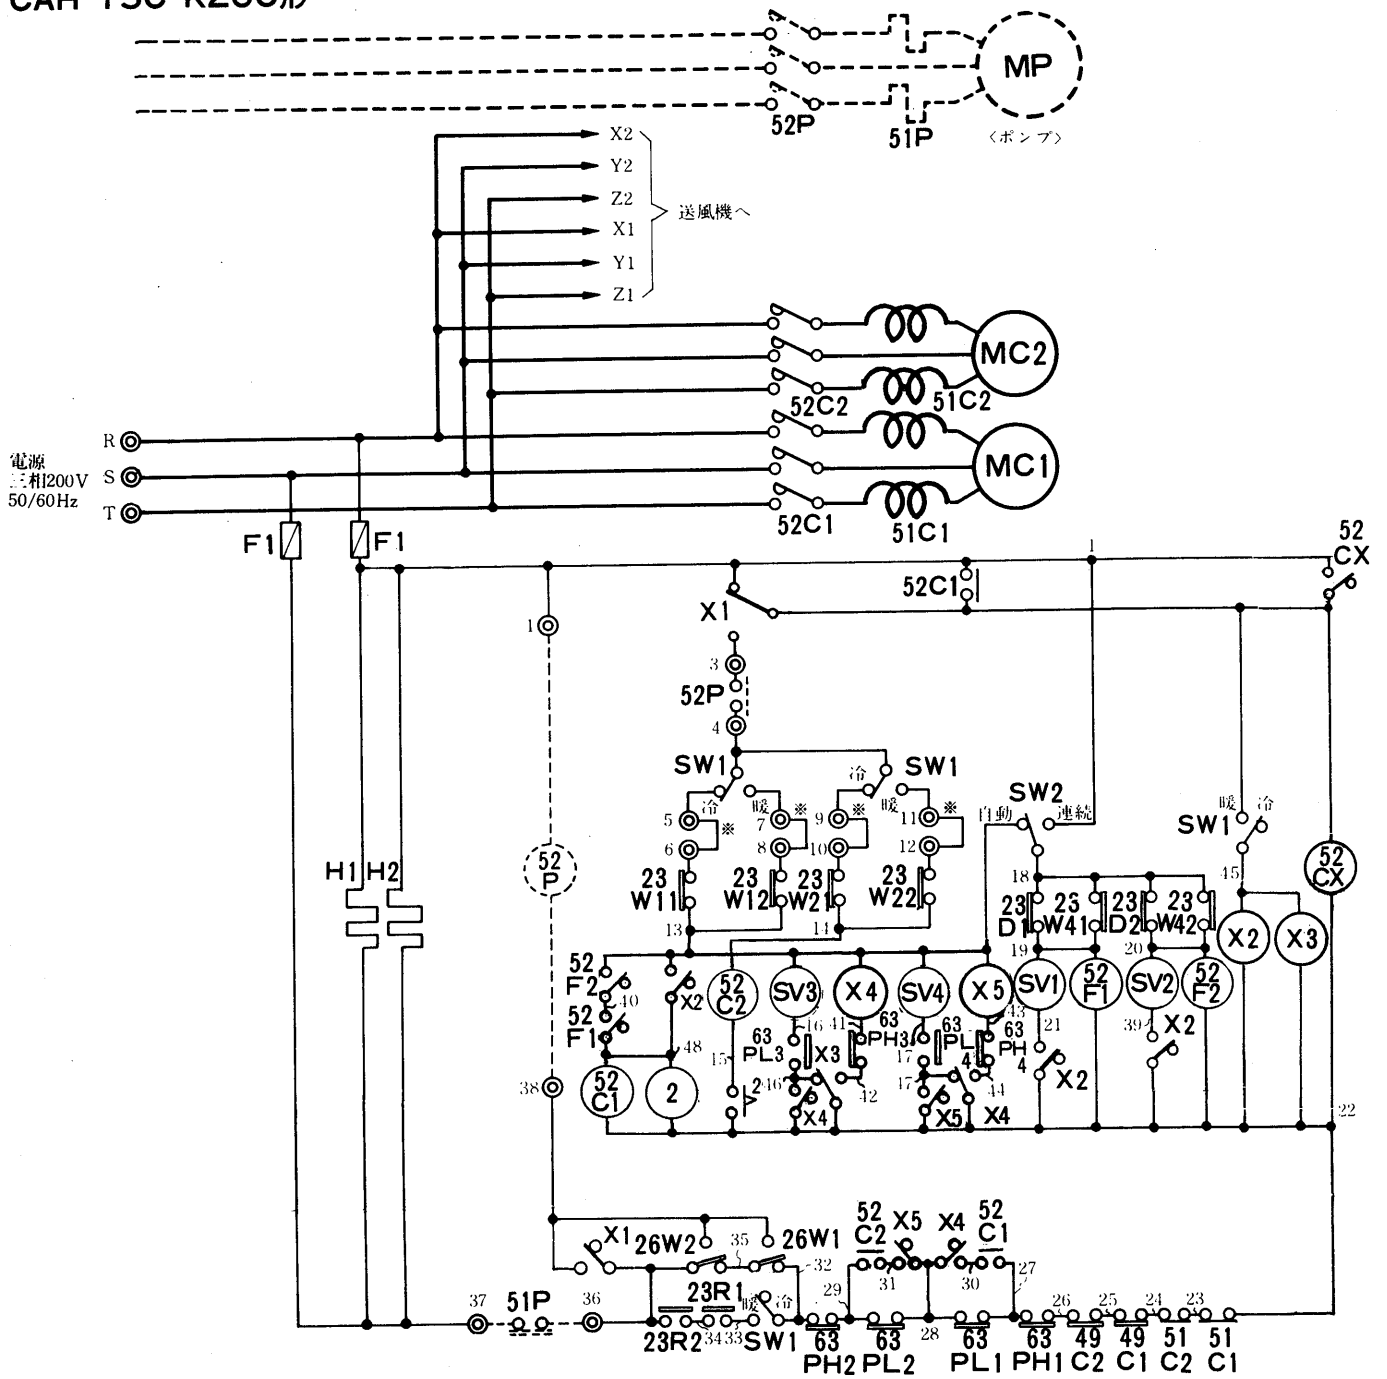 52P
51P
MP
〈ポンプ〉
X2
Y2
Z2
X1
Y1
Z1
送風機へ
52C2
51C2
MC2
電源
三相200V
50/60Hz
R
S
T
52C1
51C1
MC1
F1
F1
1
52
CX
52C1
X1
1
3
52P
4
SW1
冷
暖
冷
暖
SW1
5
※
6
7
※
8
9
※
10
11
※
12
SW2
自動
連続
暖 冷
SW1
H1
H2
52
P
23
W11
23
W12
23
W21
23
W22
18
23
D1
23
W41
23
D2
23
W42
45
52
CX
13
14
19
20
X2
X3
52
F2
40
52
F1
X2
52
C2
SV3
X4
SV4
X5
SV1
52
F1
SV2
52
F2
48
15
16
41
43
21
39
63
PL3
X3
63
PH3
17
63
PL
4
63
PH
4
X2
X2
38
52
C1
2
2
46
X4
42
47
X5
44
X4
22
X1
26W2
35
26W1
32
52
C2
X5
X4
52
C1
31
30
27
29
37
51P
36
23R1
23R2
34
33
暖 冷
SW1
63
PH2
63
PL2
28
63
PL1
63
PH1
26
49
C2
25
49
C1
24
51
C2
23
51
C1